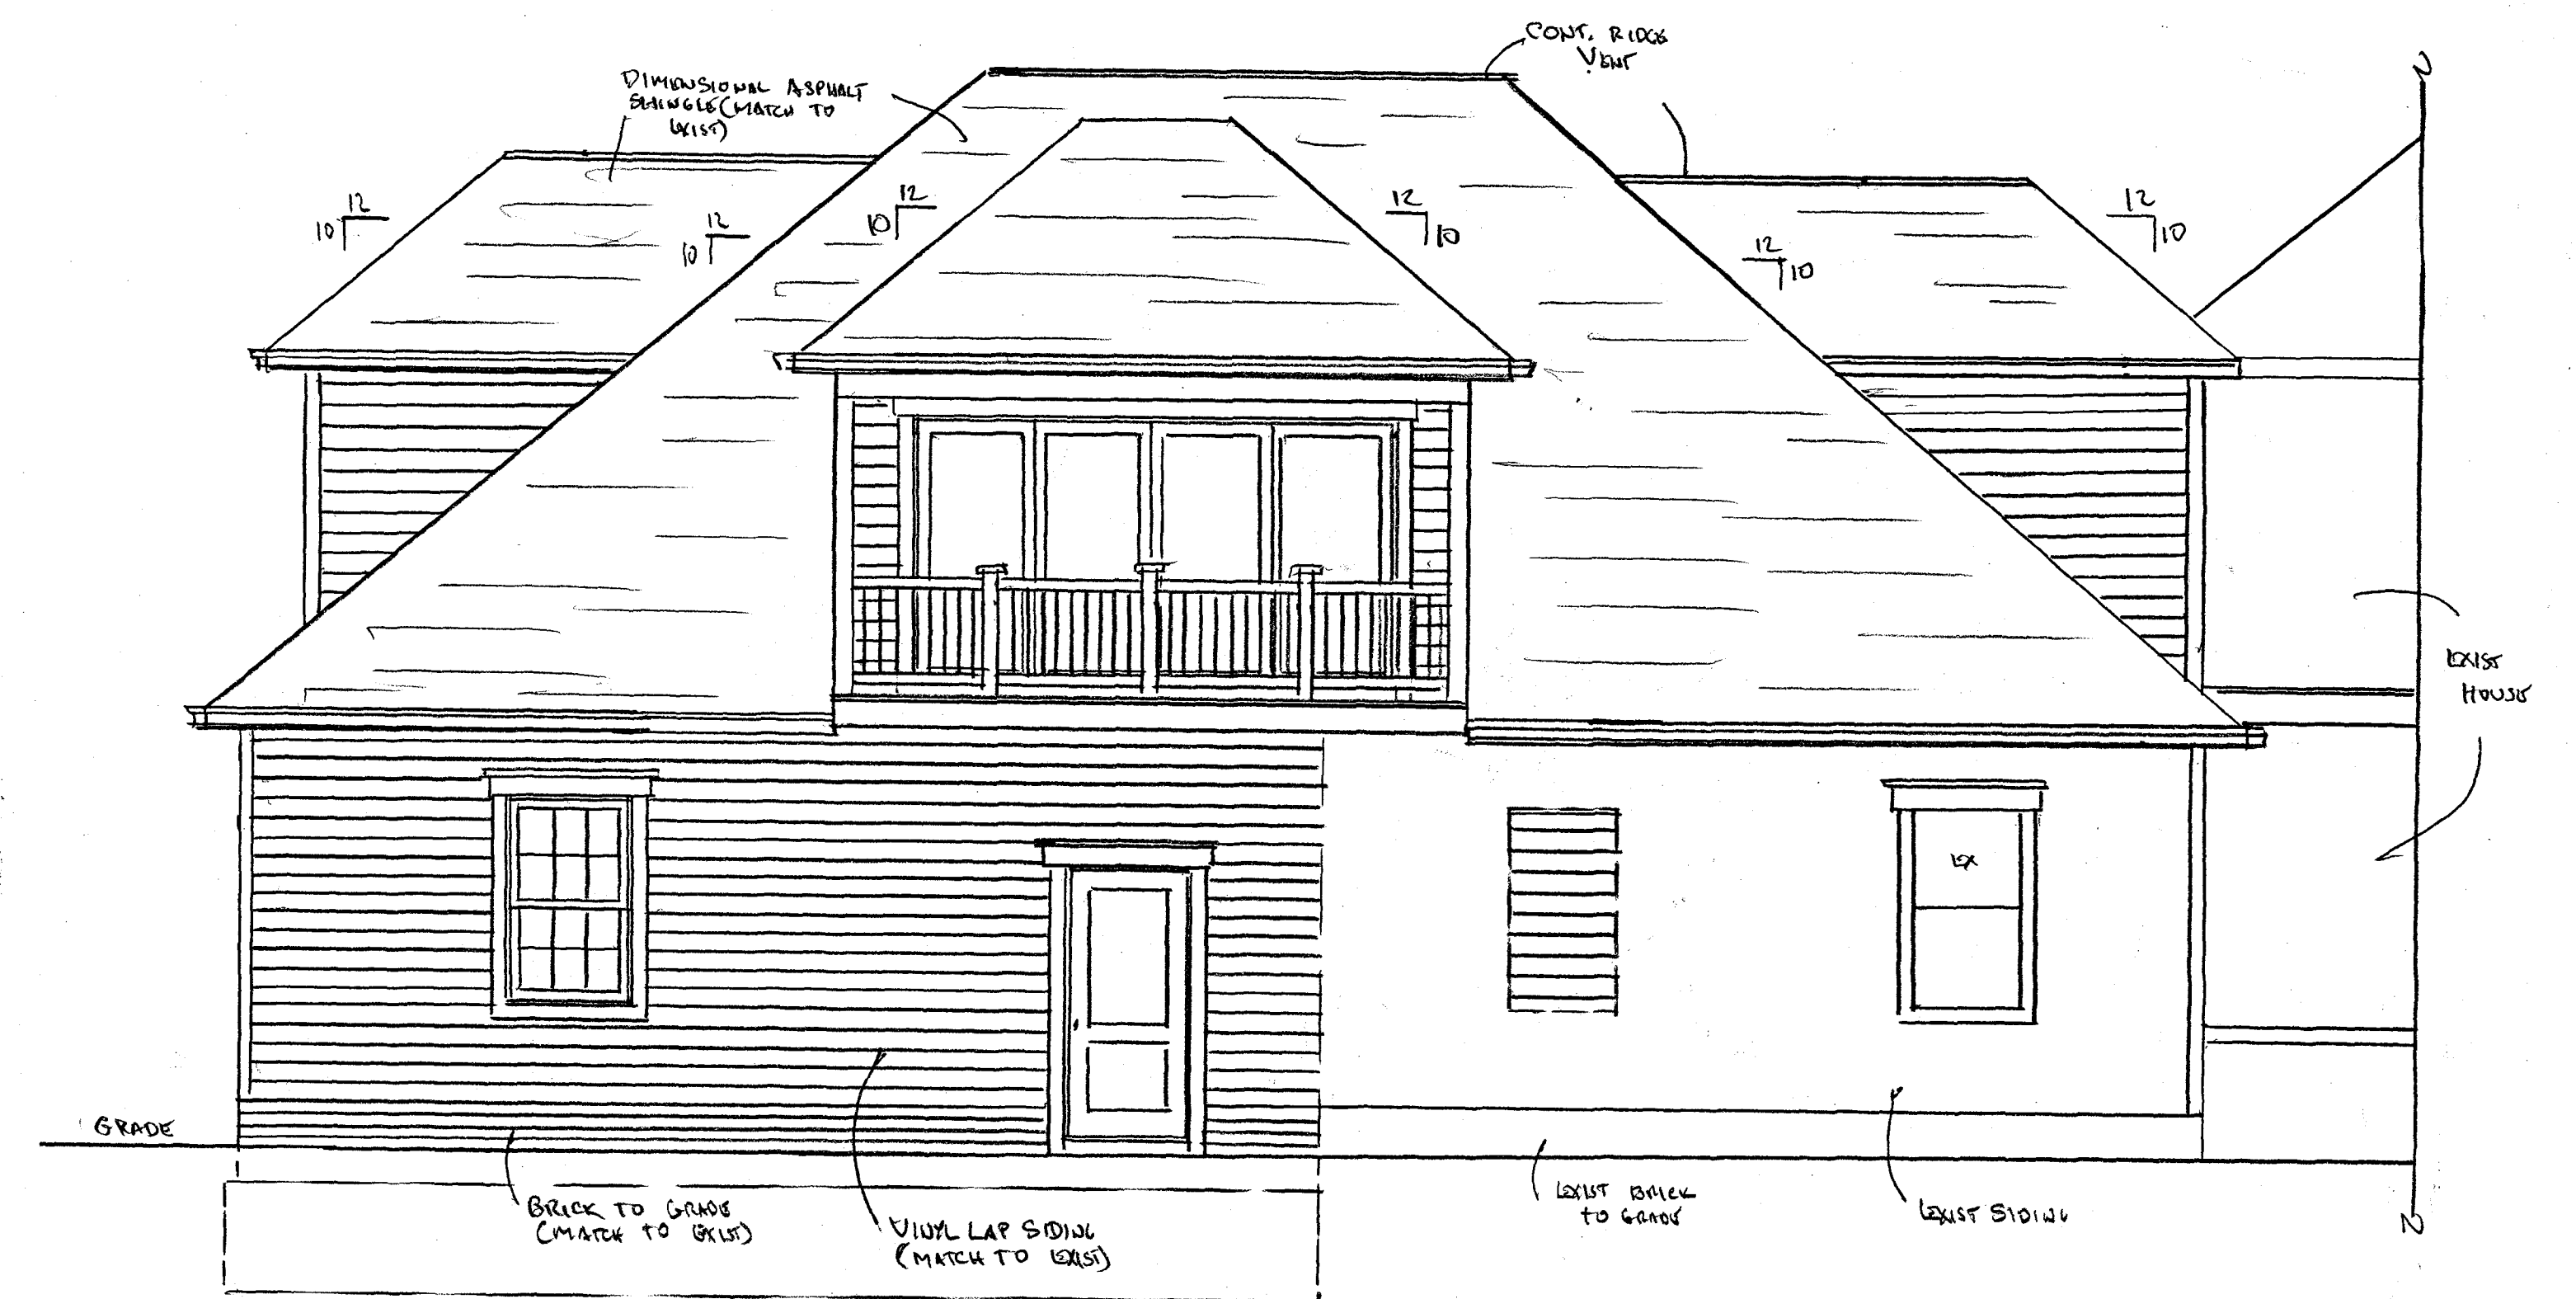 CONT. RIDGE
VENT
DIMENSIONAL ASPHALT
SHINGLE (MATCH TO
EXIST)
12
10
12
10
12
10
12
10
12
10
12
10
EXIST
HOUSE
EX
GRADE
BRICK TO GRADE
(MATCH TO EXIST)
VINYL LAP SIDING
(MATCH TO EXIST)
EXIST BRICK
TO GRADE
EXIST SIDING